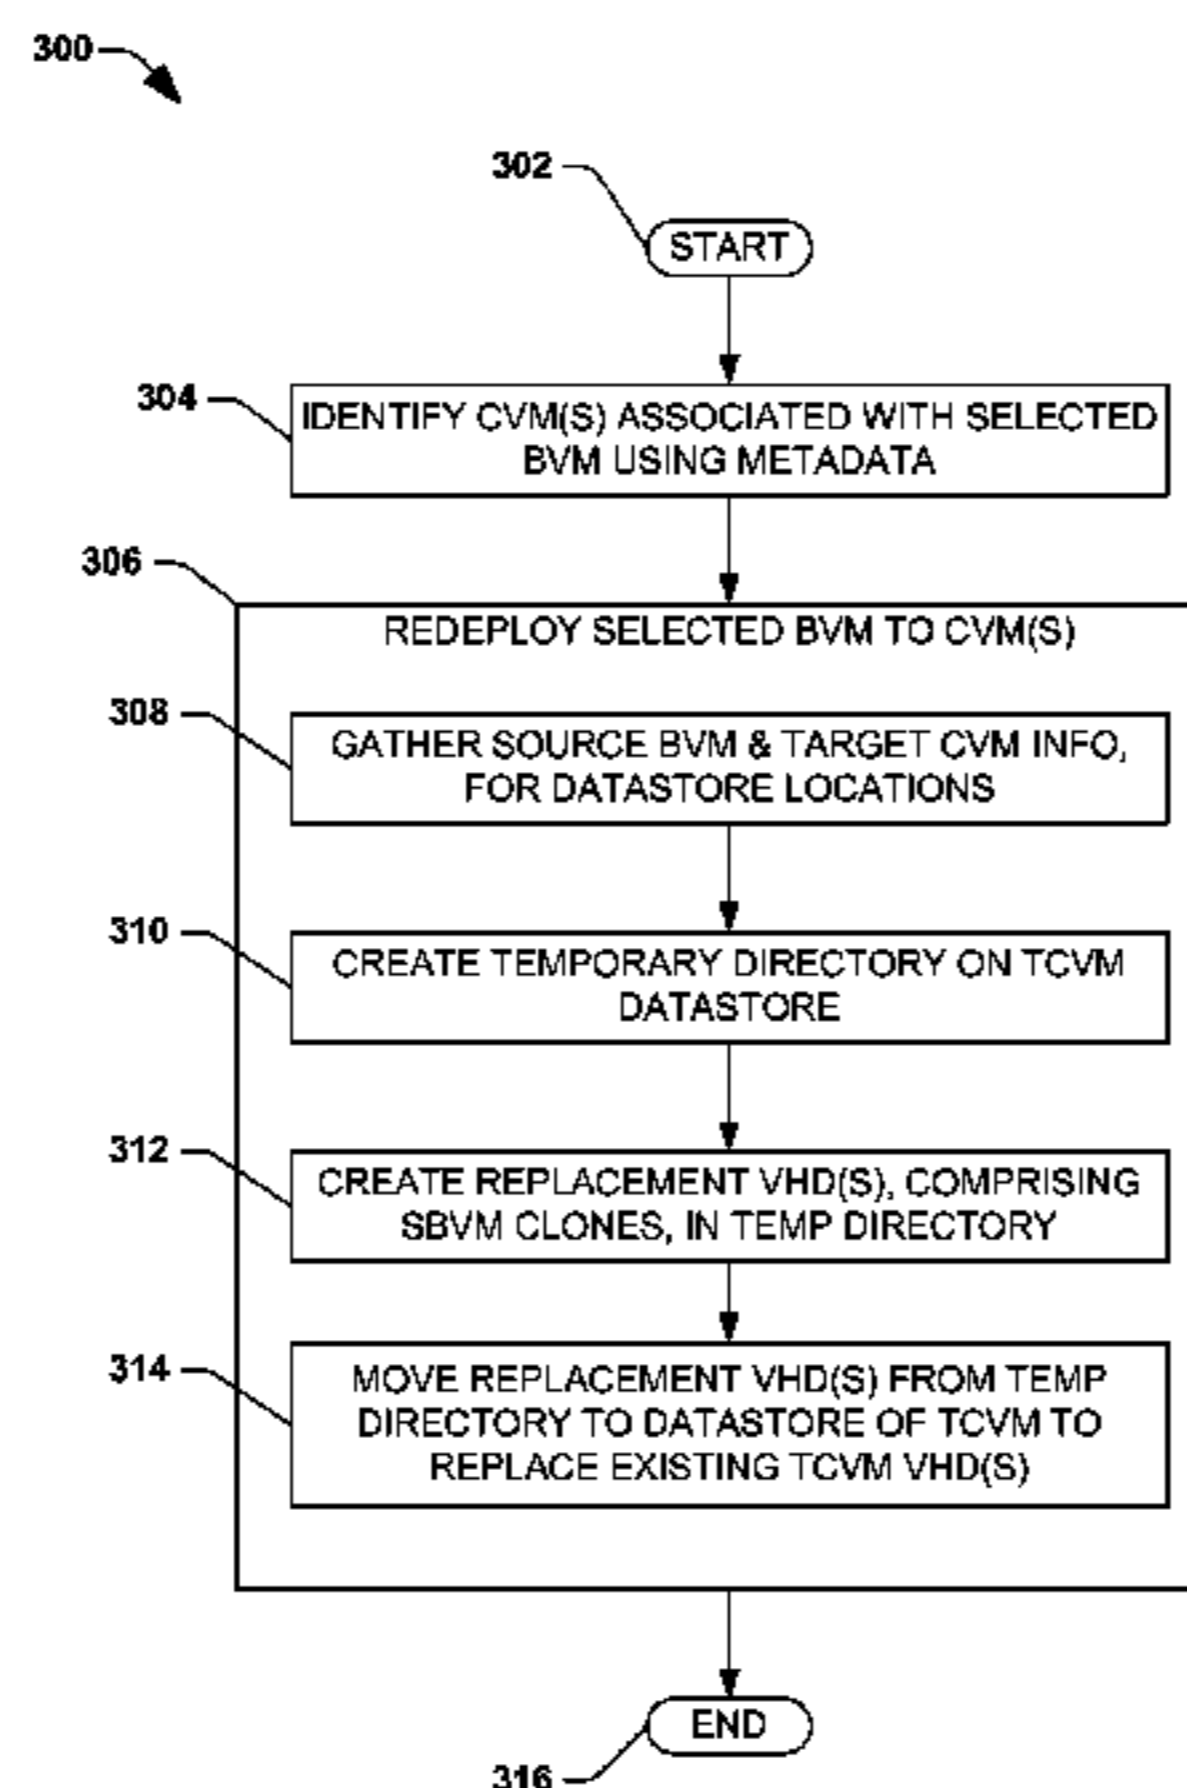 300
302
START
304
IDENTIFY CVM(S) ASSOCIATED WITH SELECTED
BVM USING METADATA
306
REDEPLOY SELECTED BVM TO CVM(S)
308
GATHER SOURCE BVM & TARGET CVM INFO,
FOR DATASTORE LOCATIONS
310
CREATE TEMPORARY DIRECTORY ON TCVM
DATASTORE
312
CREATE REPLACEMENT VHD(S), COMPRISING
SBVM CLONES, IN TEMP DIRECTORY
314
MOVE REPLACEMENT VHD(S) FROM TEMP
DIRECTORY TO DATASTORE OF TCVM TO
REPLACE EXISTING TCVM VHD(S)
END
316